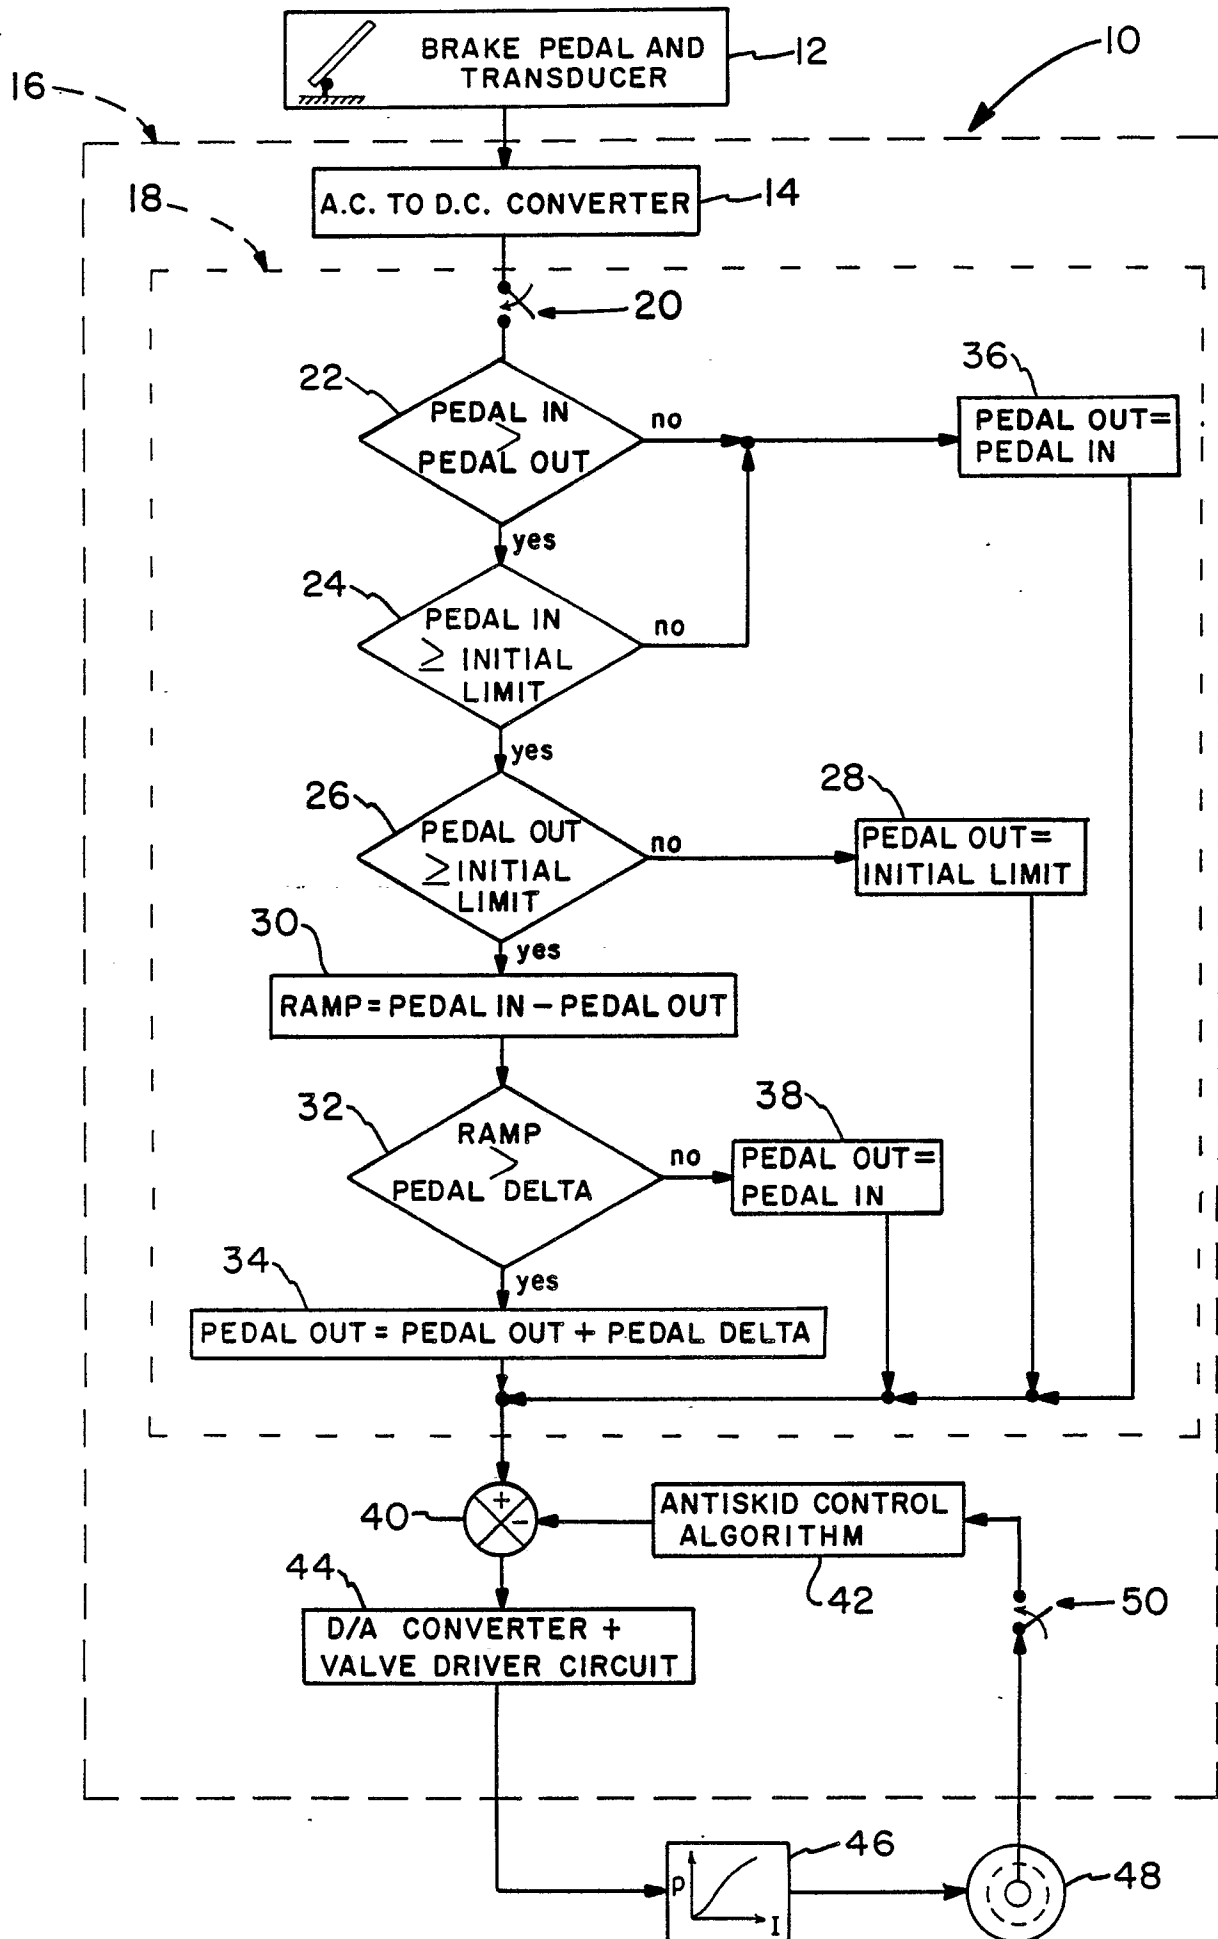 BRAKE PEDAL AND
TRANSDUCER
12
10
16
A.C. TO D.C. CONVERTER
14
18
20
22
PEDAL IN
>
PEDAL OUT
no
36
PEDAL OUT=
PEDAL IN
yes
24
PEDAL IN
≥ INITIAL
LIMIT
no
yes
26
PEDAL OUT
≥ INITIAL
LIMIT
no
28
PEDAL OUT=
INITIAL LIMIT
yes
30
RAMP=PEDAL IN – PEDAL OUT
32
RAMP
>
PEDAL DELTA
no
38
PEDAL OUT=
PEDAL IN
yes
34
PEDAL OUT = PEDAL OUT + PEDAL DELTA
40
+
–
ANTISKID CONTROL
ALGORITHM
42
44
D/A CONVERTER +
VALVE DRIVER CIRCUIT
50
46
P
I
48